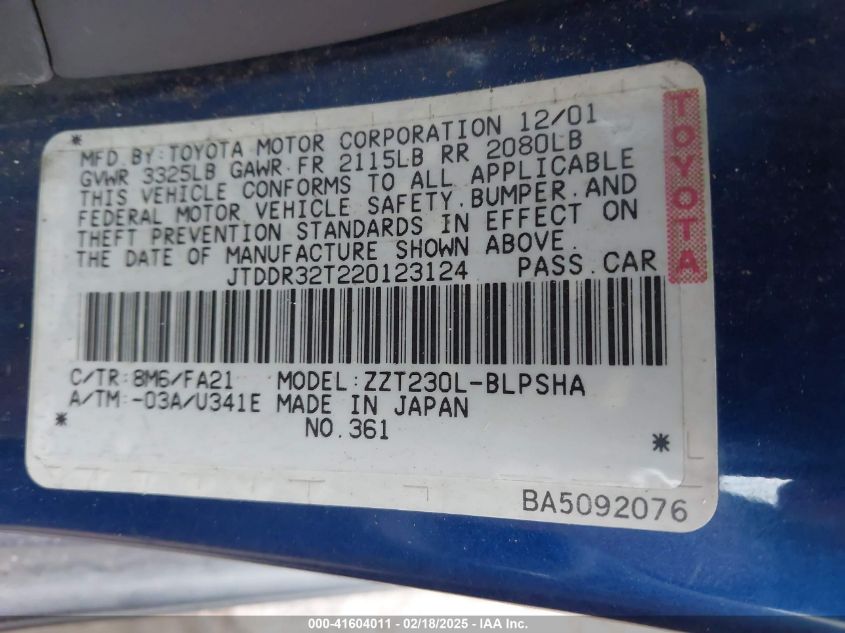 * MFD.BY:TOYOTA MOTOR CORPORATION 12/01
GVWR 3325LB GAWR FR 2115LB RR 2080LB
THIS VEHICLE CONFORMS TO ALL APPLICABLE
FEDERAL MOTOR VEHICLE SAFETY.BUMPER.AND
THEFT PREVENTION STANDARDS IN EFFECT ON
THE DATE OF MANUFACTURE SHOWN ABOVE.
JTDDR32T220123124 PASS.CAR
TOYOTA
C/TR:8M6/FA21 MODEL:ZZT230L-BLPSHA
A/TM:-03A/U341E MADE IN JAPAN
* NO.361 *
BA5092076
000-41604011 - 02/18/2025 - IAA Inc.